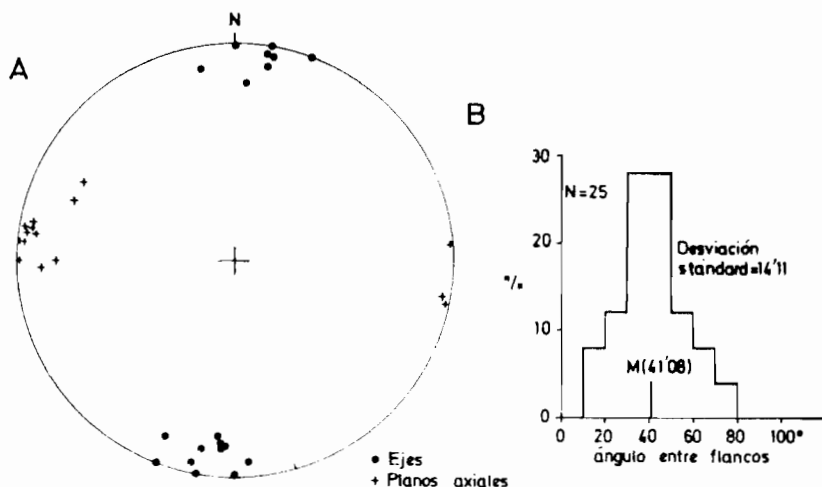 N
A
B
30
N=25
Desviación
standard=14'11
20
°/.
M(41'08)
10
0
0 20 40 60 80 100°
ángulo entre flancos
• Ejes
+ Planos axiales